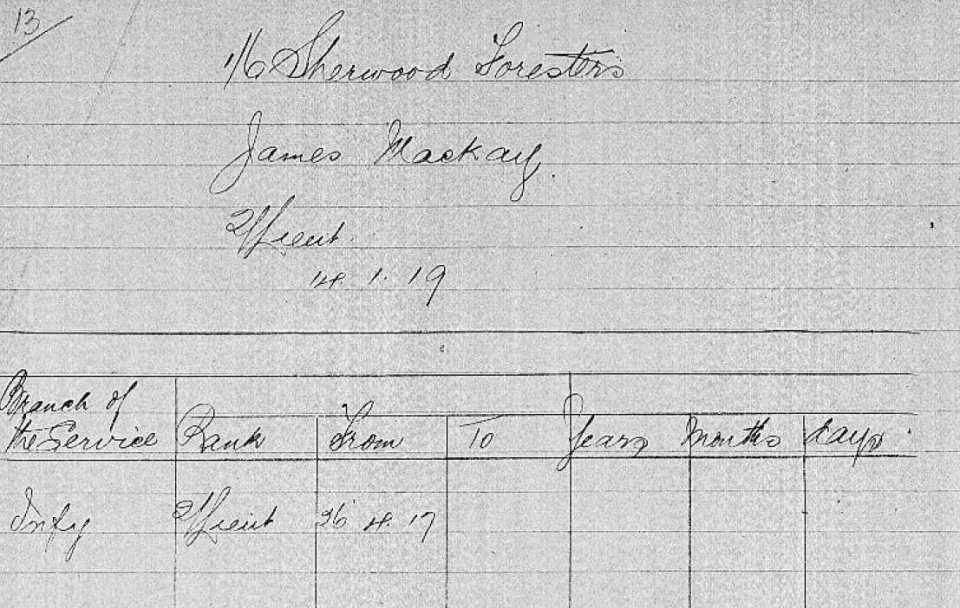 13/
1/6 Sherwood Foresters
James Mackay.
2/Lieut.
14. 1. 19
Branch of
the Service Rank From To Years Months days
Infy 2/Lieut 26 4. 17